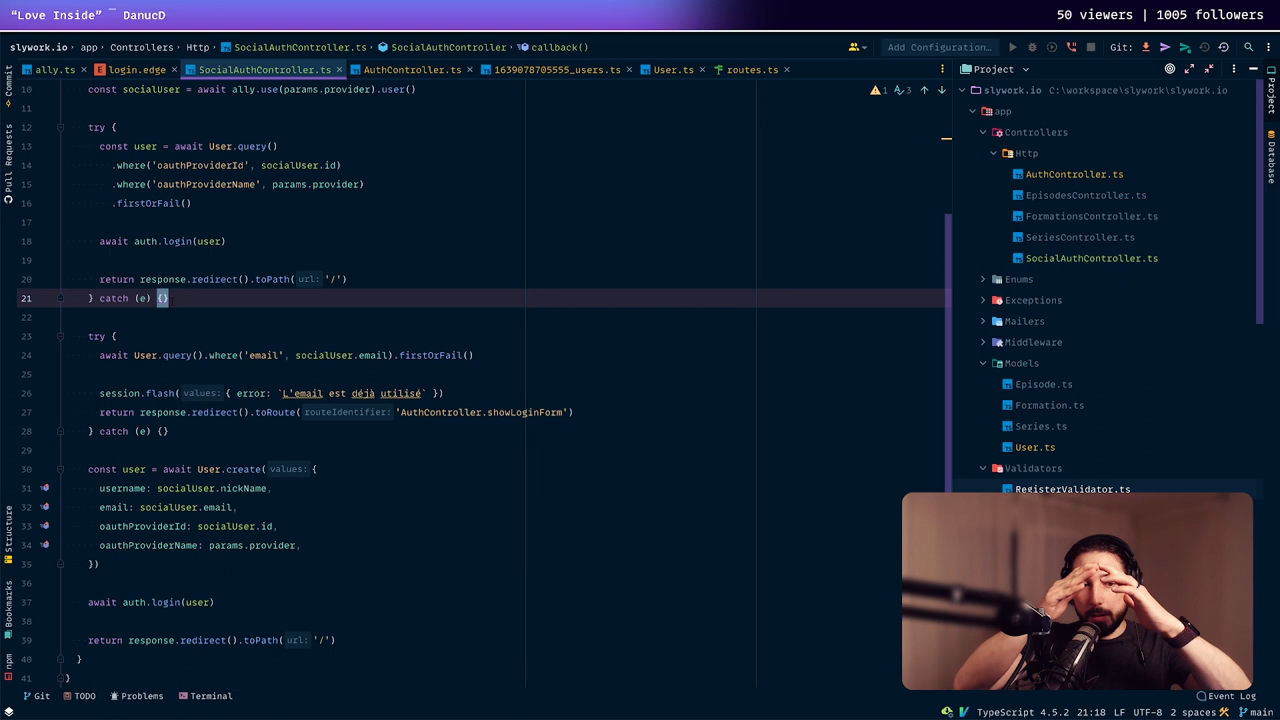 “Love Inside” ¯ DanucD
50 viewers | 1005 followers
slywork.io › app › Controllers › Http › SocialAuthController.ts › SocialAuthController › callback()
Add Configuration...
Git:
ally.ts
login.edge
SocialAuthController.ts
AuthController.ts
1639078705555_users.ts
User.ts
routes.ts
Commit
Pull Requests
Structure
Bookmarks
npm
10 const socialUser = await ally.use(params.provider).user()
11
12 try {
13 const user = await User.query()
14 .where('oauthProviderId', socialUser.id)
15 .where('oauthProviderName', params.provider)
16 .firstOrFail()
17
18 await auth.login(user)
19
20 return response.redirect().toPath( url: '/')
21 } catch (e) {}
22
23 try {
24 await User.query().where('email', socialUser.email).firstOrFail()
25
26 session.flash( values: { error: `L'email est déjà utilisé` })
27 return response.redirect().toRoute( routeIdentifier: 'AuthController.showLoginForm')
28 } catch (e) {}
29
30 const user = await User.create( values: {
31 username: socialUser.nickName,
32 email: socialUser.email,
33 oauthProviderId: socialUser.id,
34 oauthProviderName: params.provider,
35 })
36
37 await auth.login(user)
38
39 return response.redirect().toPath( url: '/')
40 }
41 }
1
3
Project
slywork.io C:\workspace\slywork\slywork.io
app
Controllers
Http
AuthController.ts
EpisodesController.ts
FormationsController.ts
SeriesController.ts
SocialAuthController.ts
Enums
Exceptions
Mailers
Middleware
Models
Episode.ts
Formation.ts
Series.ts
User.ts
Validators
RegisterValidator.ts
Project
Database
Git
TODO
Problems
Terminal
Event Log
TypeScript 4.5.2 21:18 LF UTF-8 2 spaces main